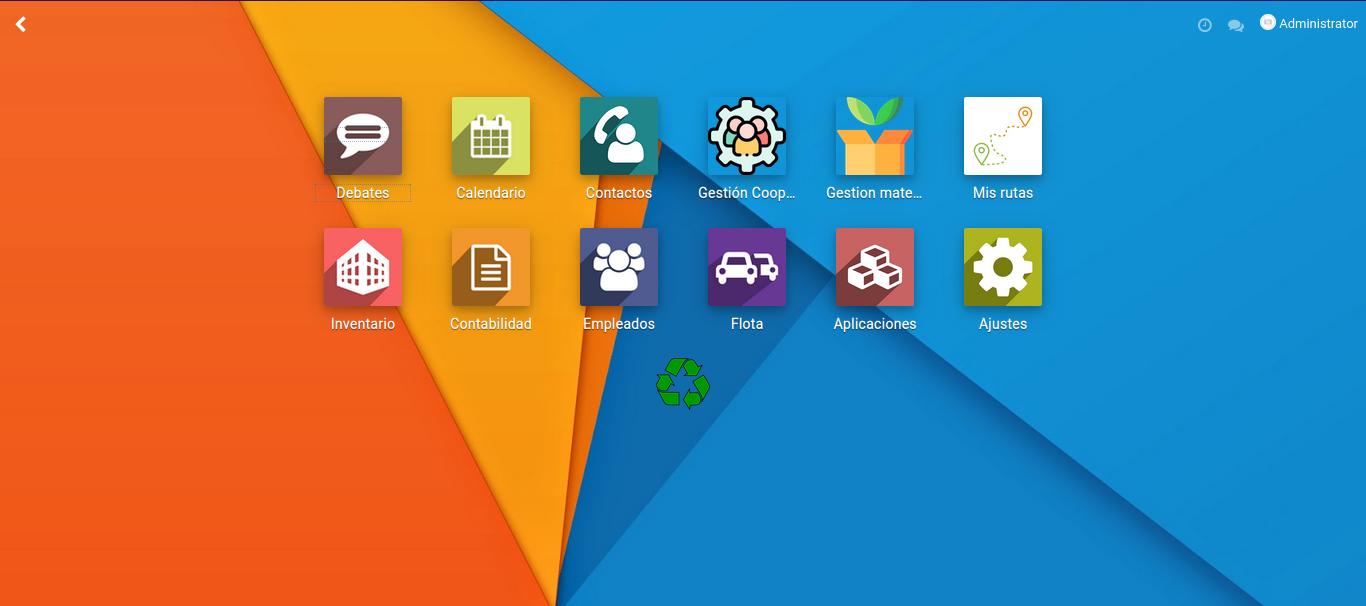 Administrator
Debates
Calendario
Contactos
Gestión Coop...
Gestion mate...
Mis rutas
Inventario
Contabilidad
Empleados
Flota
Aplicaciones
Ajustes